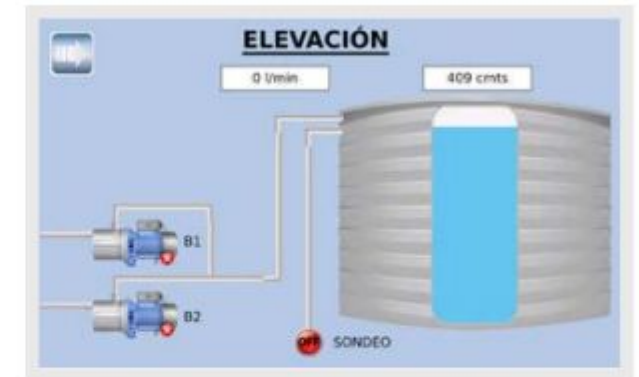 ELEVACIÓN
0 l/min
409 cmts
B1
B2
OFF
SONDEO